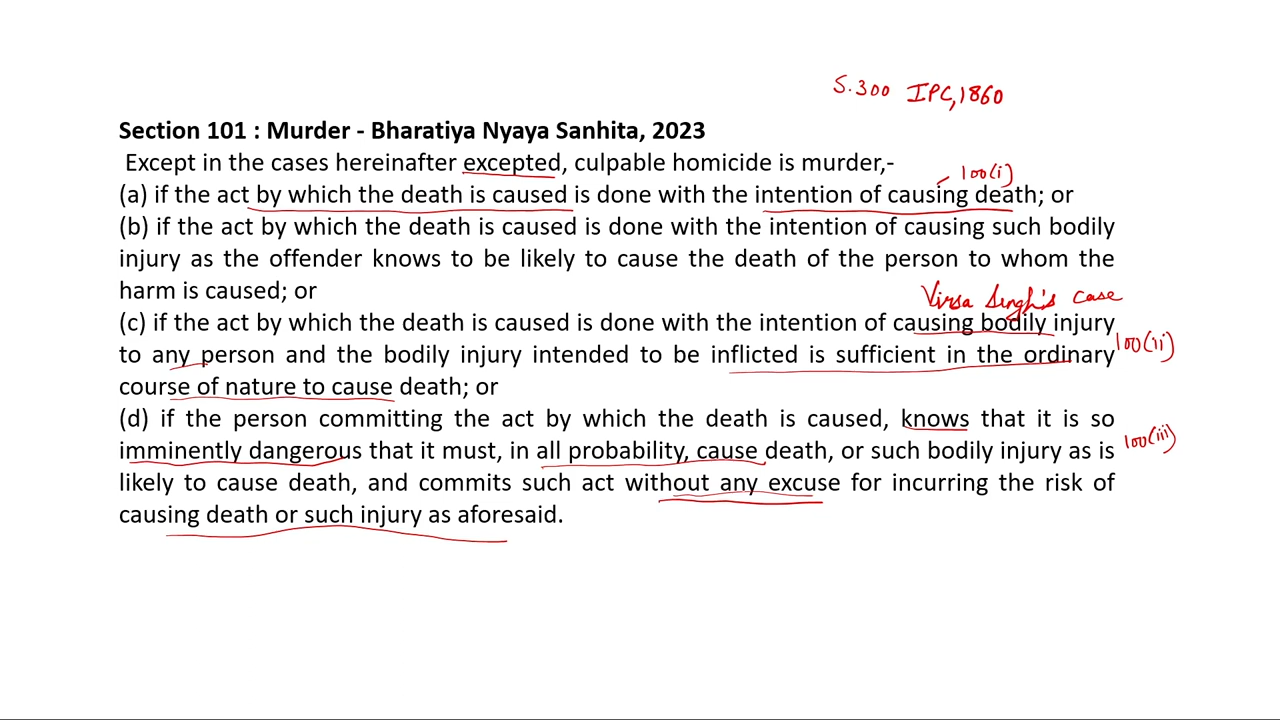 S.300 IPC, 1860
Section 101 : Murder - Bharatiya Nyaya Sanhita, 2023
Except in the cases hereinafter excepted, culpable homicide is murder,-
100(i)
(a) if the act by which the death is caused is done with the intention of causing death; or
(b) if the act by which the death is caused is done with the intention of causing such bodily
injury as the offender knows to be likely to cause the death of the person to whom the
harm is caused; or
Virsa Singh's case
(c) if the act by which the death is caused is done with the intention of causing bodily injury
to any person and the bodily injury intended to be inflicted is sufficient in the ordinary
100(ii)
course of nature to cause death; or
(d) if the person committing the act by which the death is caused, knows that it is so
imminently dangerous that it must, in all probability, cause death, or such bodily injury as is
100(iii)
likely to cause death, and commits such act without any excuse for incurring the risk of
causing death or such injury as aforesaid.